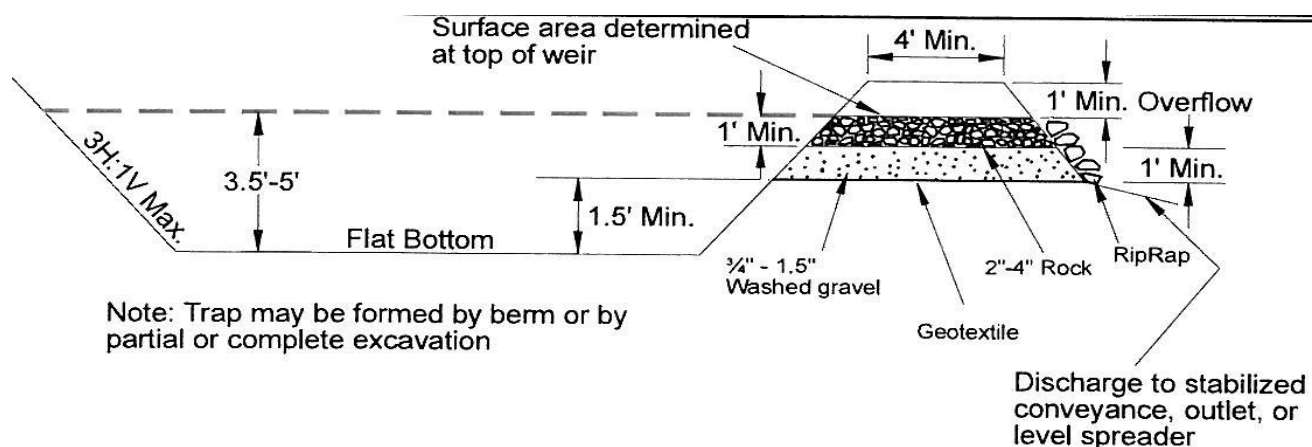 Surface area determined
at top of weir
4' Min.
1' Min. Overflow
1' Min.
1' Min.
3H:1V Max.
3.5'-5'
1.5' Min.
Flat Bottom
¾" - 1.5"
Washed gravel
2"-4" Rock
RipRap
Geotextile
Note: Trap may be formed by berm or by
partial or complete excavation
Discharge to stabilized
conveyance, outlet, or
level spreader